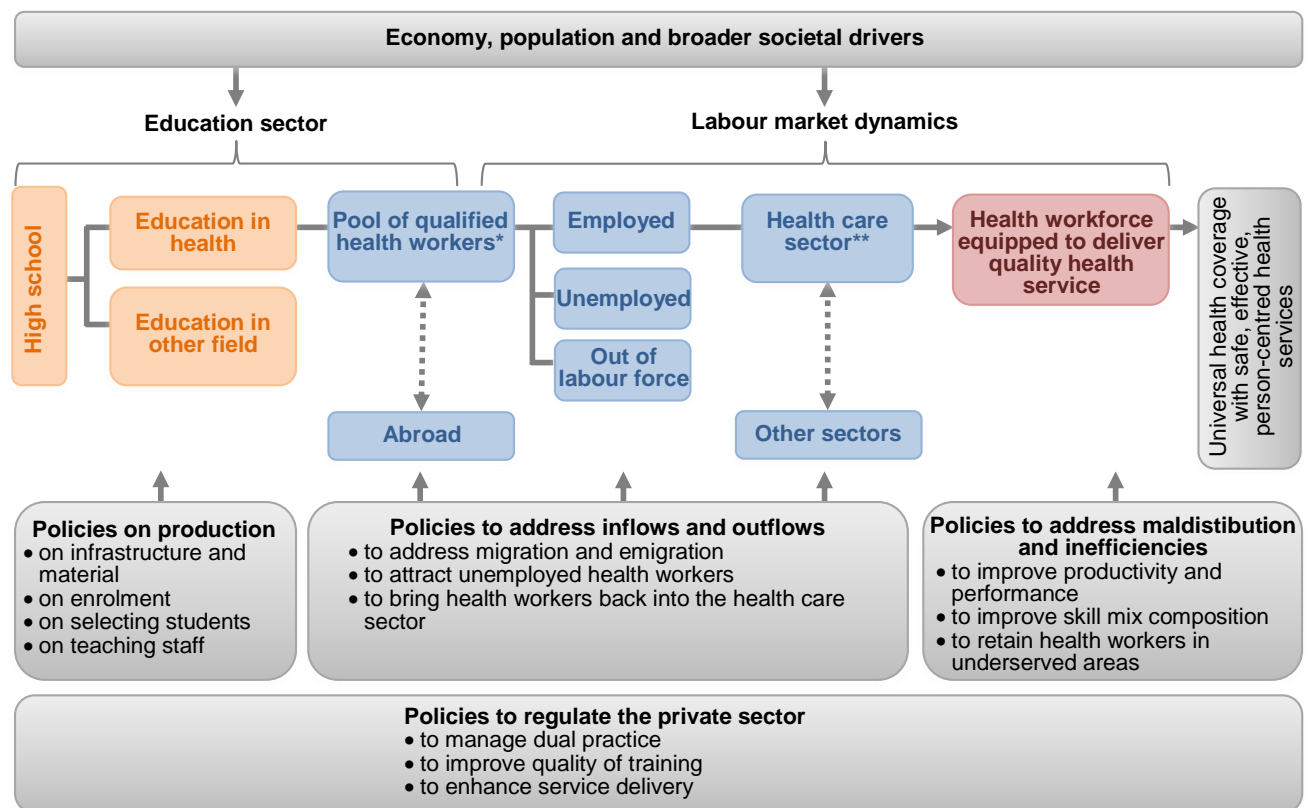 Economy, population and broader societal drivers
Education sector
Labour market dynamics
High school
Education in
health
Education in
other field
Pool of qualified
health workers*
Abroad
Employed
Unemployed
Out of
labour force
Health care
sector**
Other sectors
Health workforce
equipped to deliver
quality health
service
Universal health coverage
with safe, effective,
person-centred health
services
Policies on production
• on infrastructure and
material
• on enrolment
• on selecting students
• on teaching staff
Policies to address inflows and outflows
• to address migration and emigration
• to attract unemployed health workers
• to bring health workers back into the health care
sector
Policies to address maldistibution
and inefficiencies
• to improve productivity and
performance
• to improve skill mix composition
• to retain health workers in
underserved areas
Policies to regulate the private sector
• to manage dual practice
• to improve quality of training
• to enhance service delivery